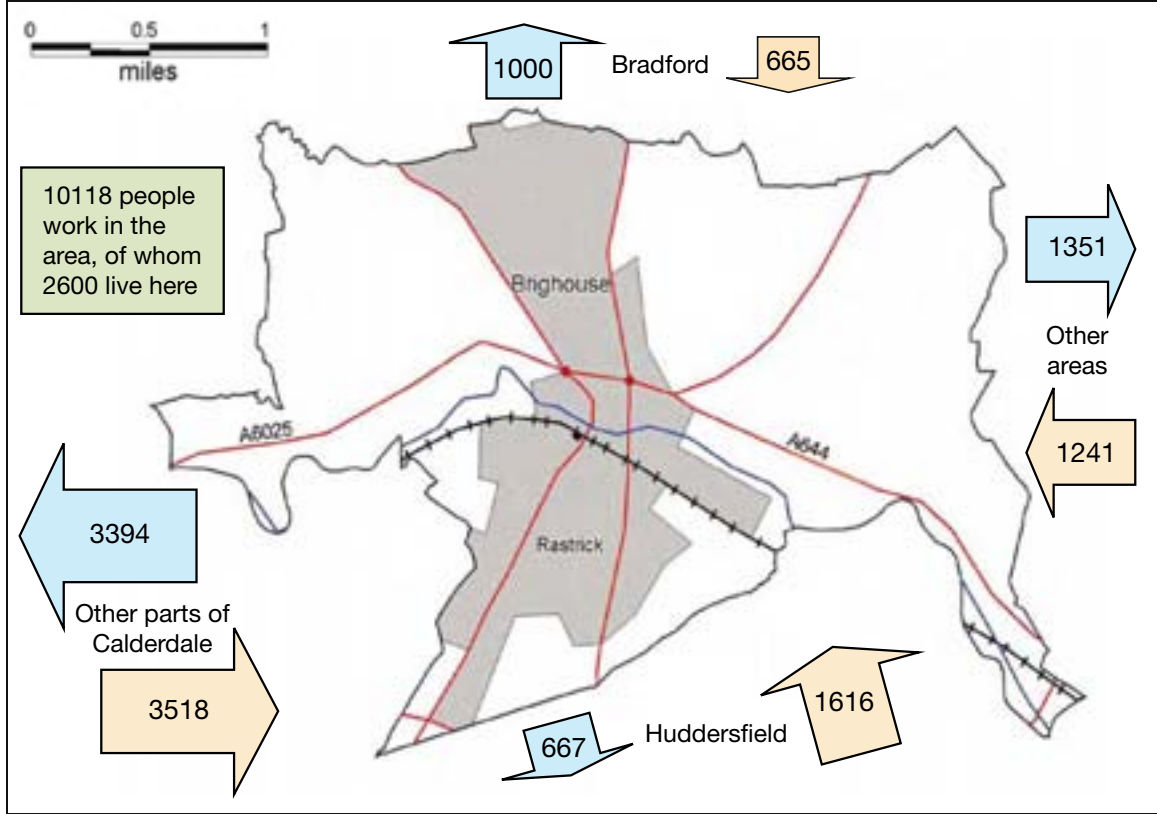 0 0.5 1
miles
1000
Bradford
665
10118 people
work in the
area, of whom
2600 live here
1351
Brighouse
Other
areas
A6025
A644
1241
3394
Rastrick
Other parts of
Calderdale
3518
1616
Huddersfield
667